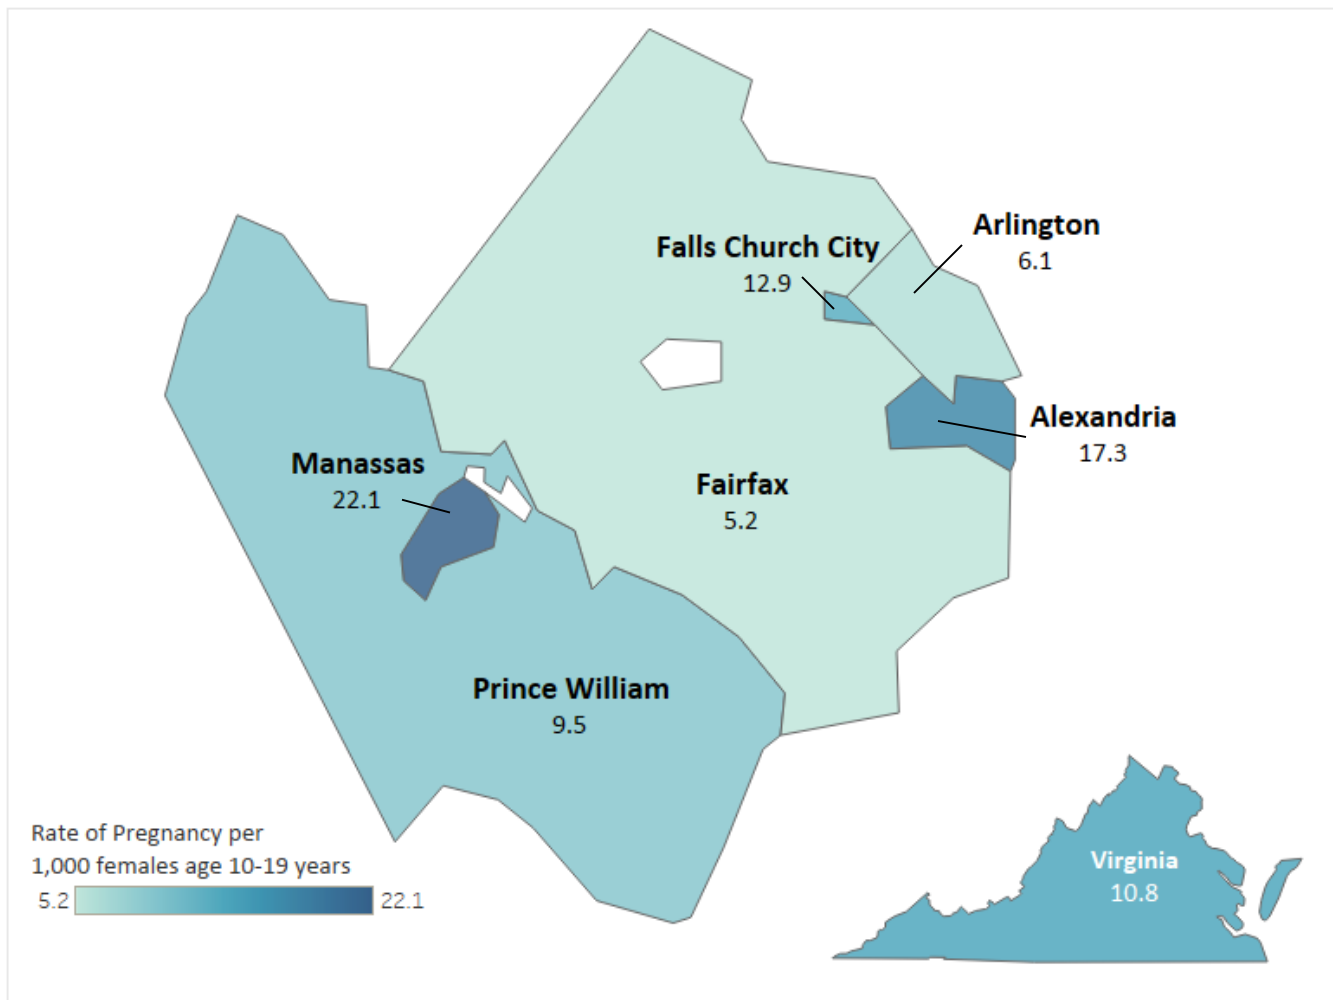 Arlington
6.1
Falls Church City
12.9
Alexandria
17.3
Manassas
22.1
Fairfax
5.2
Prince William
9.5
Rate of Pregnancy per
1,000 females age 10-19 years
5.2 22.1
Virginia
10.8